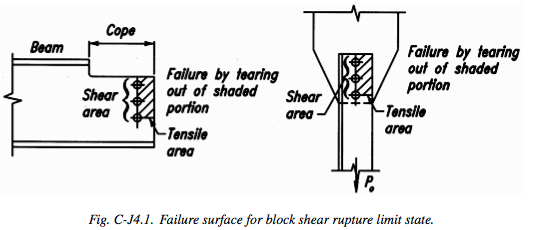 Cope
Beam
Failure by tearing
out of shaded
portion
Shear
area
Tensile
area
Failure by tearing
out of shaded
portion
Shear
area
Tensile
area
Po
Fig. C-J4.1. Failure surface for block shear rupture limit state.